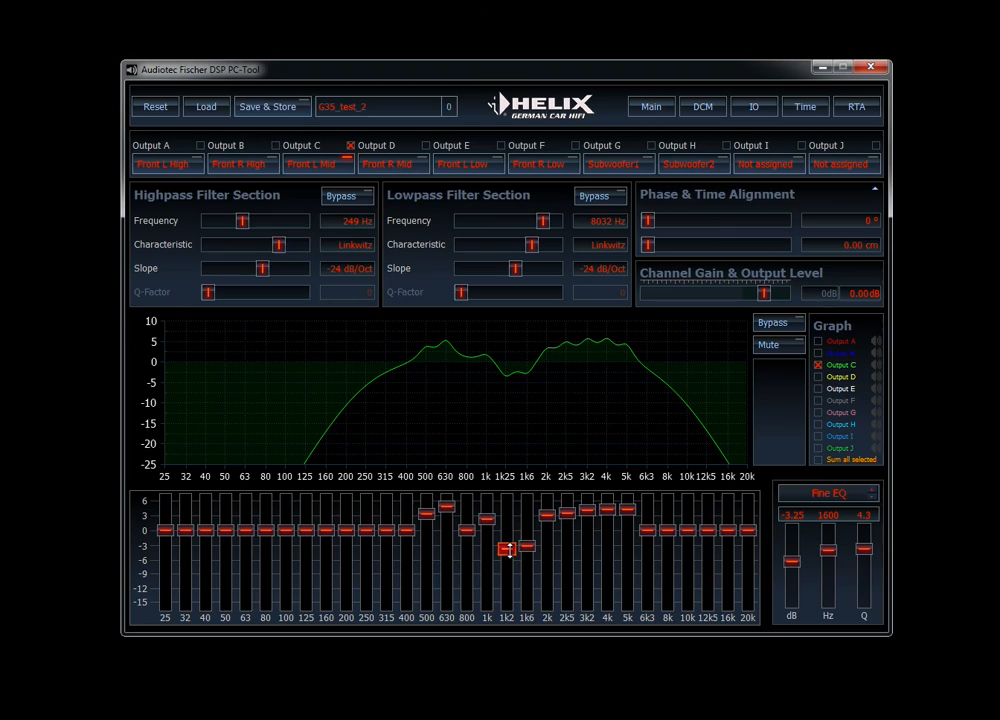 Audiotec Fischer DSP PC-Tool
Reset Load Save & Store G35_test_2 0 HELIX Main DCM IO Time RTA
GERMAN CAR HIFI
Output A Output B Output C Output D Output E Output F Output G Output H Output I Output J
Front L High Front R High Front L Mid Front R Mid Front L Low Front R Low Subwoofer1 Subwoofer2 Not assigned Not assigned
Highpass Filter Section Bypass Lowpass Filter Section Bypass Phase & Time Alignment
Frequency 249 Hz Frequency 8032 Hz 0 °
Characteristic Linkwitz Characteristic Linkwitz 0.00 cm
Slope -24 dB/Oct Slope -24 dB/Oct Channel Gain & Output Level
Q-Factor 0 Q-Factor 0 0dB 0.00dB
10
5
0
-5
-10
-15
-20
-25
25 32 40 50 63 80 100 125 160 200 250 315 400 500 630 800 1k 1k25 1k6 2k 2k5 3k2 4k 5k 6k3 8k 10k 12k5 16k 20k
Bypass
Mute
Graph
Output A
Output C
Output D
Output E
Output F
Output G
Output H
Output I
Output J
Sum all selected
6
3
0
-3
-6
-9
-12
-15
25 32 40 50 63 80 100 125 160 200 250 315 400 500 630 800 1k 1k2 1k6 2k 2k5 3k2 4k 5k 6k3 8k 10k 12k5 16k 20k
Fine EQ
-3.25 1600 4.3
dB Hz Q